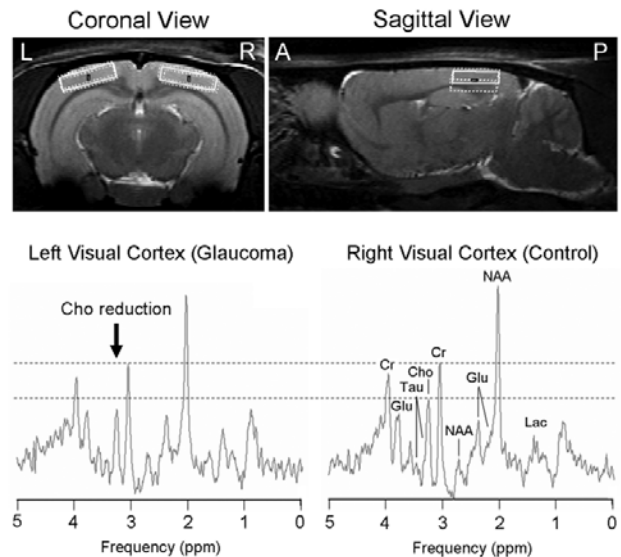 Coronal View
Sagittal View
L
R
A
P
Left Visual Cortex (Glaucoma)
Right Visual Cortex (Control)
Cho reduction
NAA
Cr
Cr
Cho
Tau
Glu
Glu
NAA
Lac
5 4 3 2 1 0
5 4 3 2 1 0
Frequency (ppm)
Frequency (ppm)